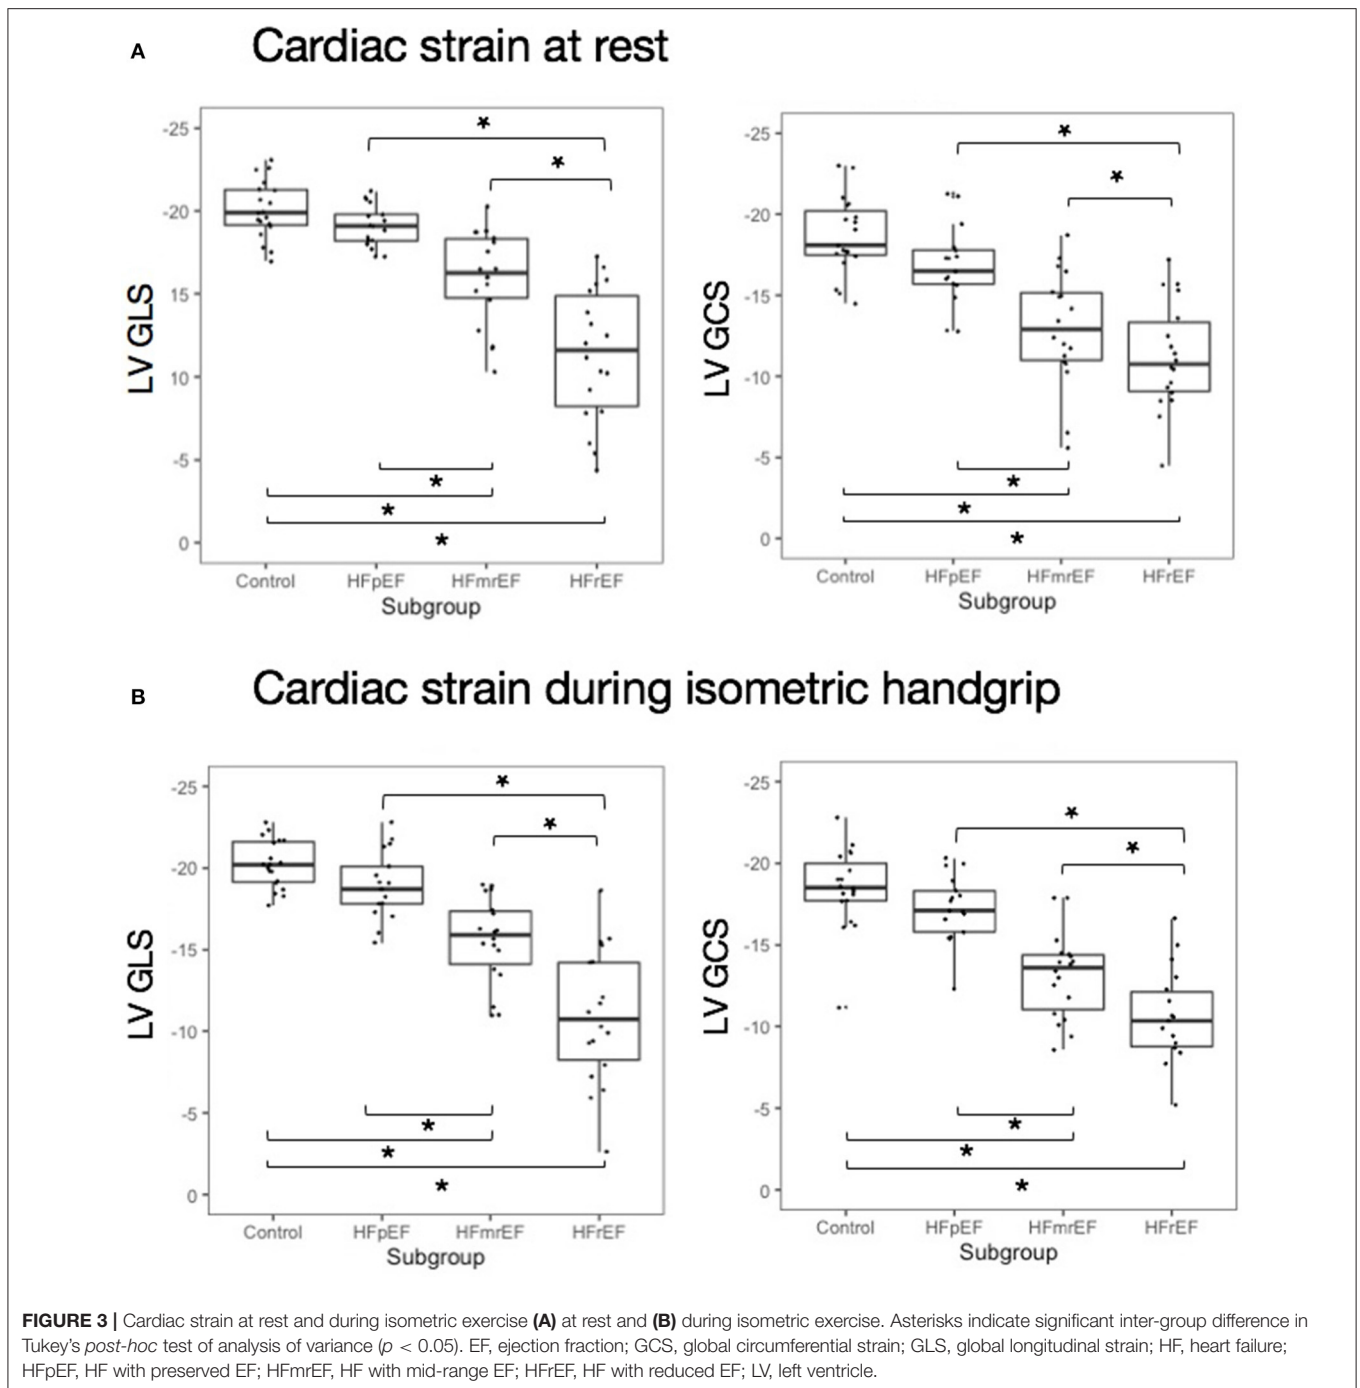 A Cardiac strain at rest
-25
-20
15
10
-5
0
LV GLS
*
*
*
*
*
Control HFpEF HFmrEF HFrEF
Subgroup
-25
-20
-15
-10
-5
0
LV GCS
*
*
*
*
*
Control HFpEF HFmrEF HFrEF
Subgroup
B Cardiac strain during isometric handgrip
-25
-20
-15
-10
-5
0
LV GLS
*
*
*
*
*
Control HFpEF HFmrEF HFrEF
Subgroup
-25
-20
-15
-10
-5
0
LV GCS
*
*
*
*
*
Control HFpEF HFmrEF HFrEF
Subgroup
FIGURE 3 | Cardiac strain at rest and during isometric exercise (A) at rest and (B) during isometric exercise. Asterisks indicate significant inter-group difference in
Tukey's post-hoc test of analysis of variance (p < 0.05). EF, ejection fraction; GCS, global circumferential strain; GLS, global longitudinal strain; HF, heart failure;
HFpEF, HF with preserved EF; HFmrEF, HF with mid-range EF; HFrEF, HF with reduced EF; LV, left ventricle.